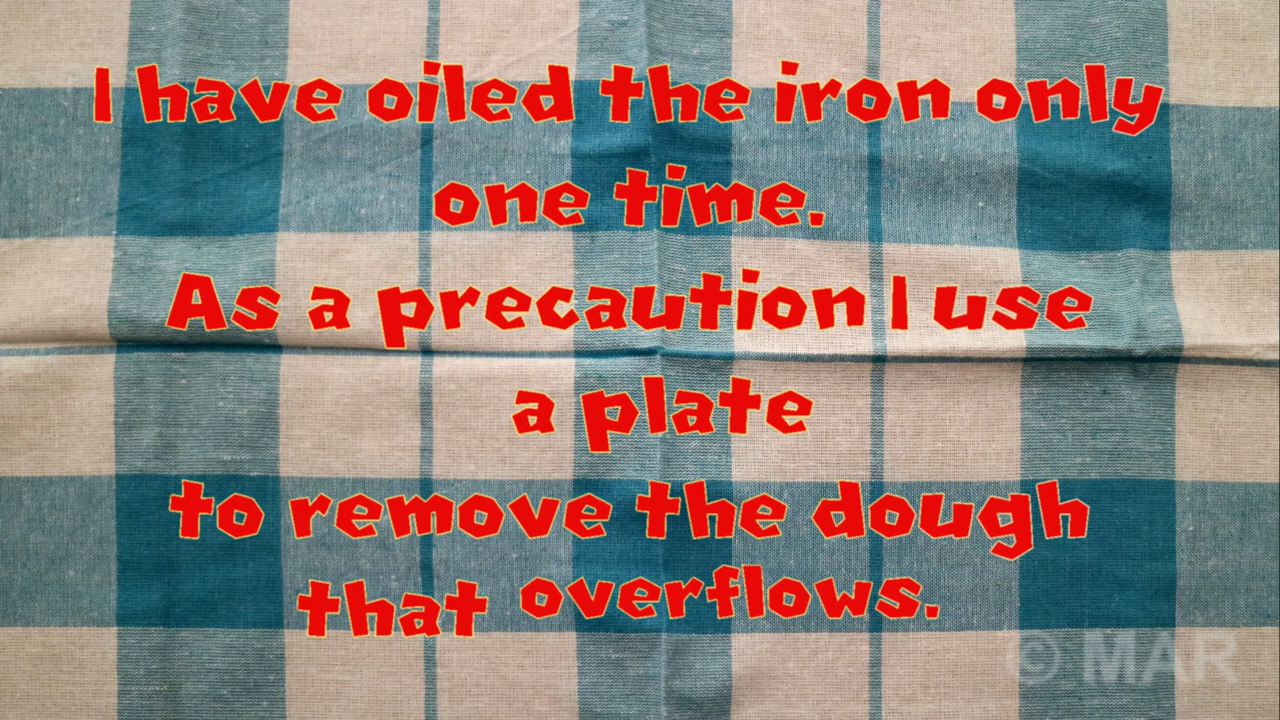 I have oiled the iron only
one time.
As a precaution I use
a plate
to remove the dough
that overflows.
© MAR